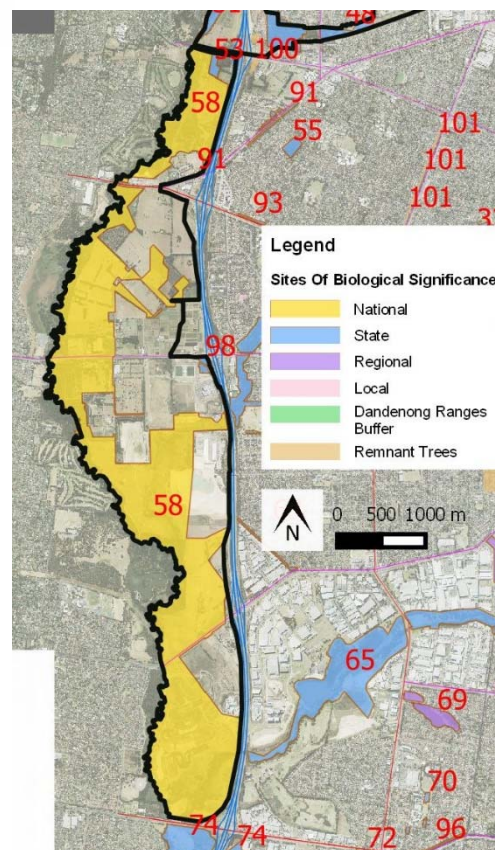 48
53 100
58
91
55
101
91
101
93
101
3
Legend
Sites Of Biological Significance
National
State
Regional
Local
Dandenong Ranges
Buffer
Remnant Trees
98
N
0 500 1000 m
58
65
69
70
74
74
72
96